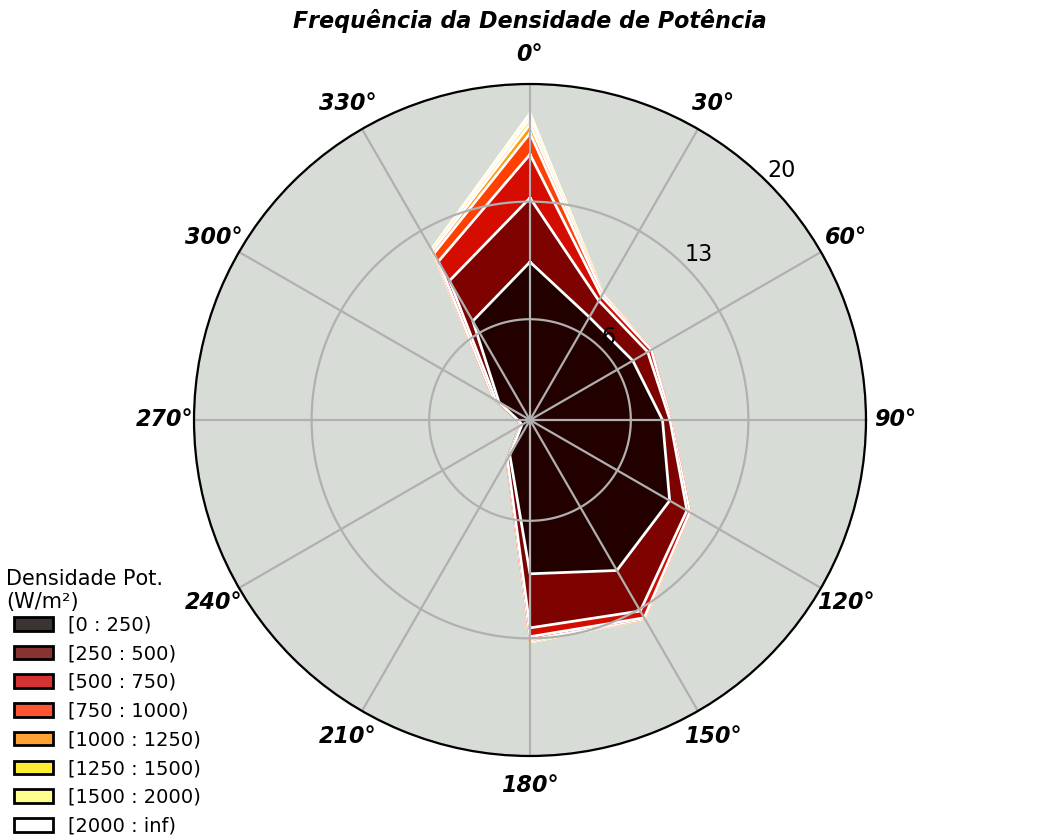 Frequência da Densidade de Potência
0°
330°
30°
20
300°
60°
13
6
270°
90°
240°
120°
210°
150°
180°
Densidade Pot.
(W/m²)
[0 : 250)
[250 : 500)
[500 : 750)
[750 : 1000)
[1000 : 1250)
[1250 : 1500)
[1500 : 2000)
[2000 : inf)